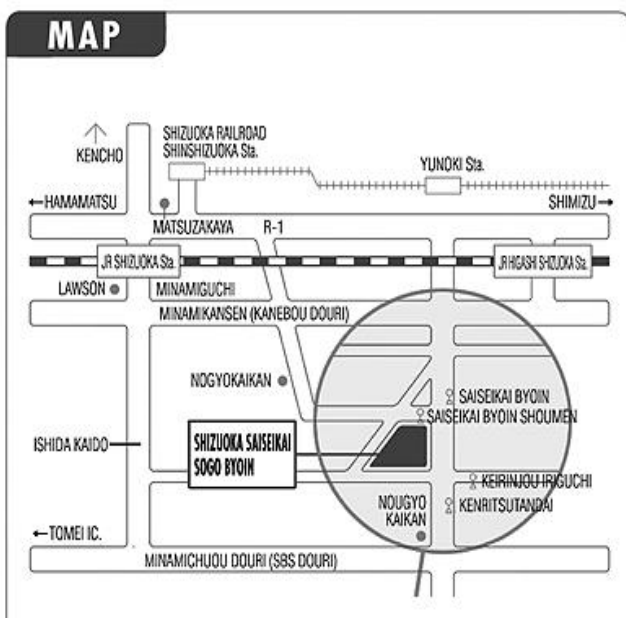 MAP
KENCHO
SHIZUOKA RAILROAD
SHINSHIZUOKA Sta.
YUNOKI Sta.
←HAMAMATSU
SHIMIZU→
MATSUZAKAYA
R-1
JR SHIZUOKA Sta.
JR HIGASHI SHIZUOKA Sta.
LAWSON
MINAMIGUCHI
MINAMIKANSEN (KANEBOU DOURI)
NOGYOKAIKAN
SAISEIKAI BYOIN
SAISEIKAI BYOIN SHOUMEN
ISHIDA KAIDO
SHIZUOKA SAISEIKAI
SOGO BYOIN
KEIRINJOU IRIGUCHI
NOUGYO
KAIKAN
KENRITSUTANDAI
←TOMEI IC.
MINAMICHUOU DOURI (SBS DOURI)